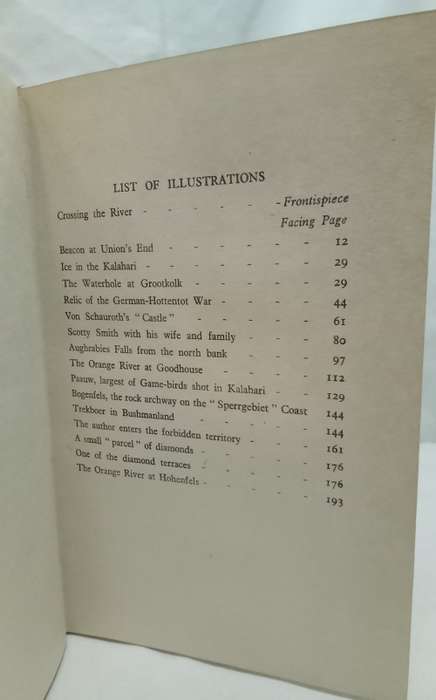 LIST OF ILLUSTRATIONS
Crossing the River - - - - - - Frontispiece
Facing Page
Beacon at Union's End - - - - - - 12
Ice in the Kalahari - - - - - - - 29
The Waterhole at Grootkolk - - - - - 29
Relic of the German-Hottentot War - - - - 44
Von Schauroth's "Castle" - - - - - 61
Scotty Smith with his wife and family - - - 80
Aughrabies Falls from the north bank - - - 97
The Orange River at Goodhouse - - - - 112
Paauw, largest of Game-birds shot in Kalahari - - 129
Bogenfels, the rock archway on the "Sperrgebiet" Coast 144
Trekboer in Bushmanland - - - - - 144
The author enters the forbidden territory - - - 161
A small "parcel" of diamonds - - - - - 176
One of the diamond terraces - - - - - 176
The Orange River at Hohenfels - - - - - 193